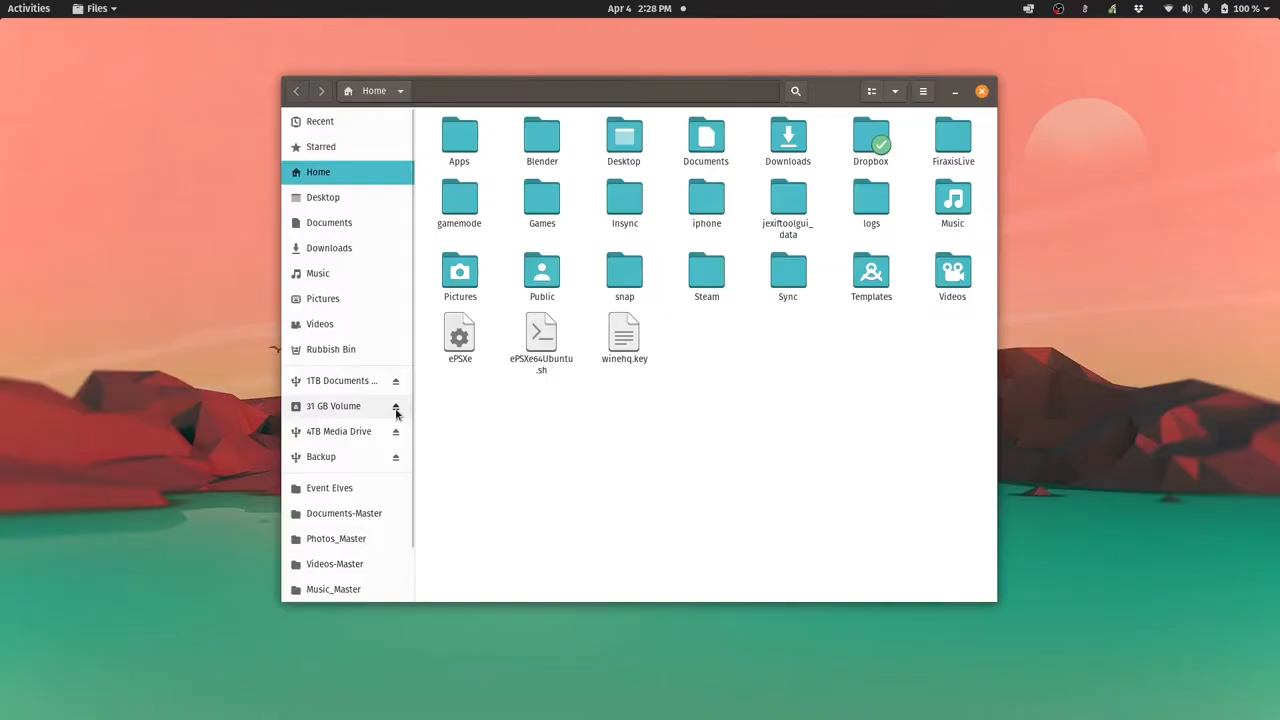 Activities
Files
Apr 4 2:28 PM
100 %
Home
Recent
Starred
Home
Desktop
Documents
Downloads
Music
Pictures
Videos
Rubbish Bin
1TB Documents ...
31 GB Volume
4TB Media Drive
Backup
Event Elves
Documents-Master
Photos_Master
Videos-Master
Music_Master
Apps
Blender
Desktop
Documents
Downloads
Dropbox
FiraxisLive
gamemode
Games
Insync
iphone
jexiftoolgui_
data
logs
Music
Pictures
Public
snap
Steam
Sync
Templates
Videos
ePSXe
ePSXe64Ubuntu
.sh
winehq.key